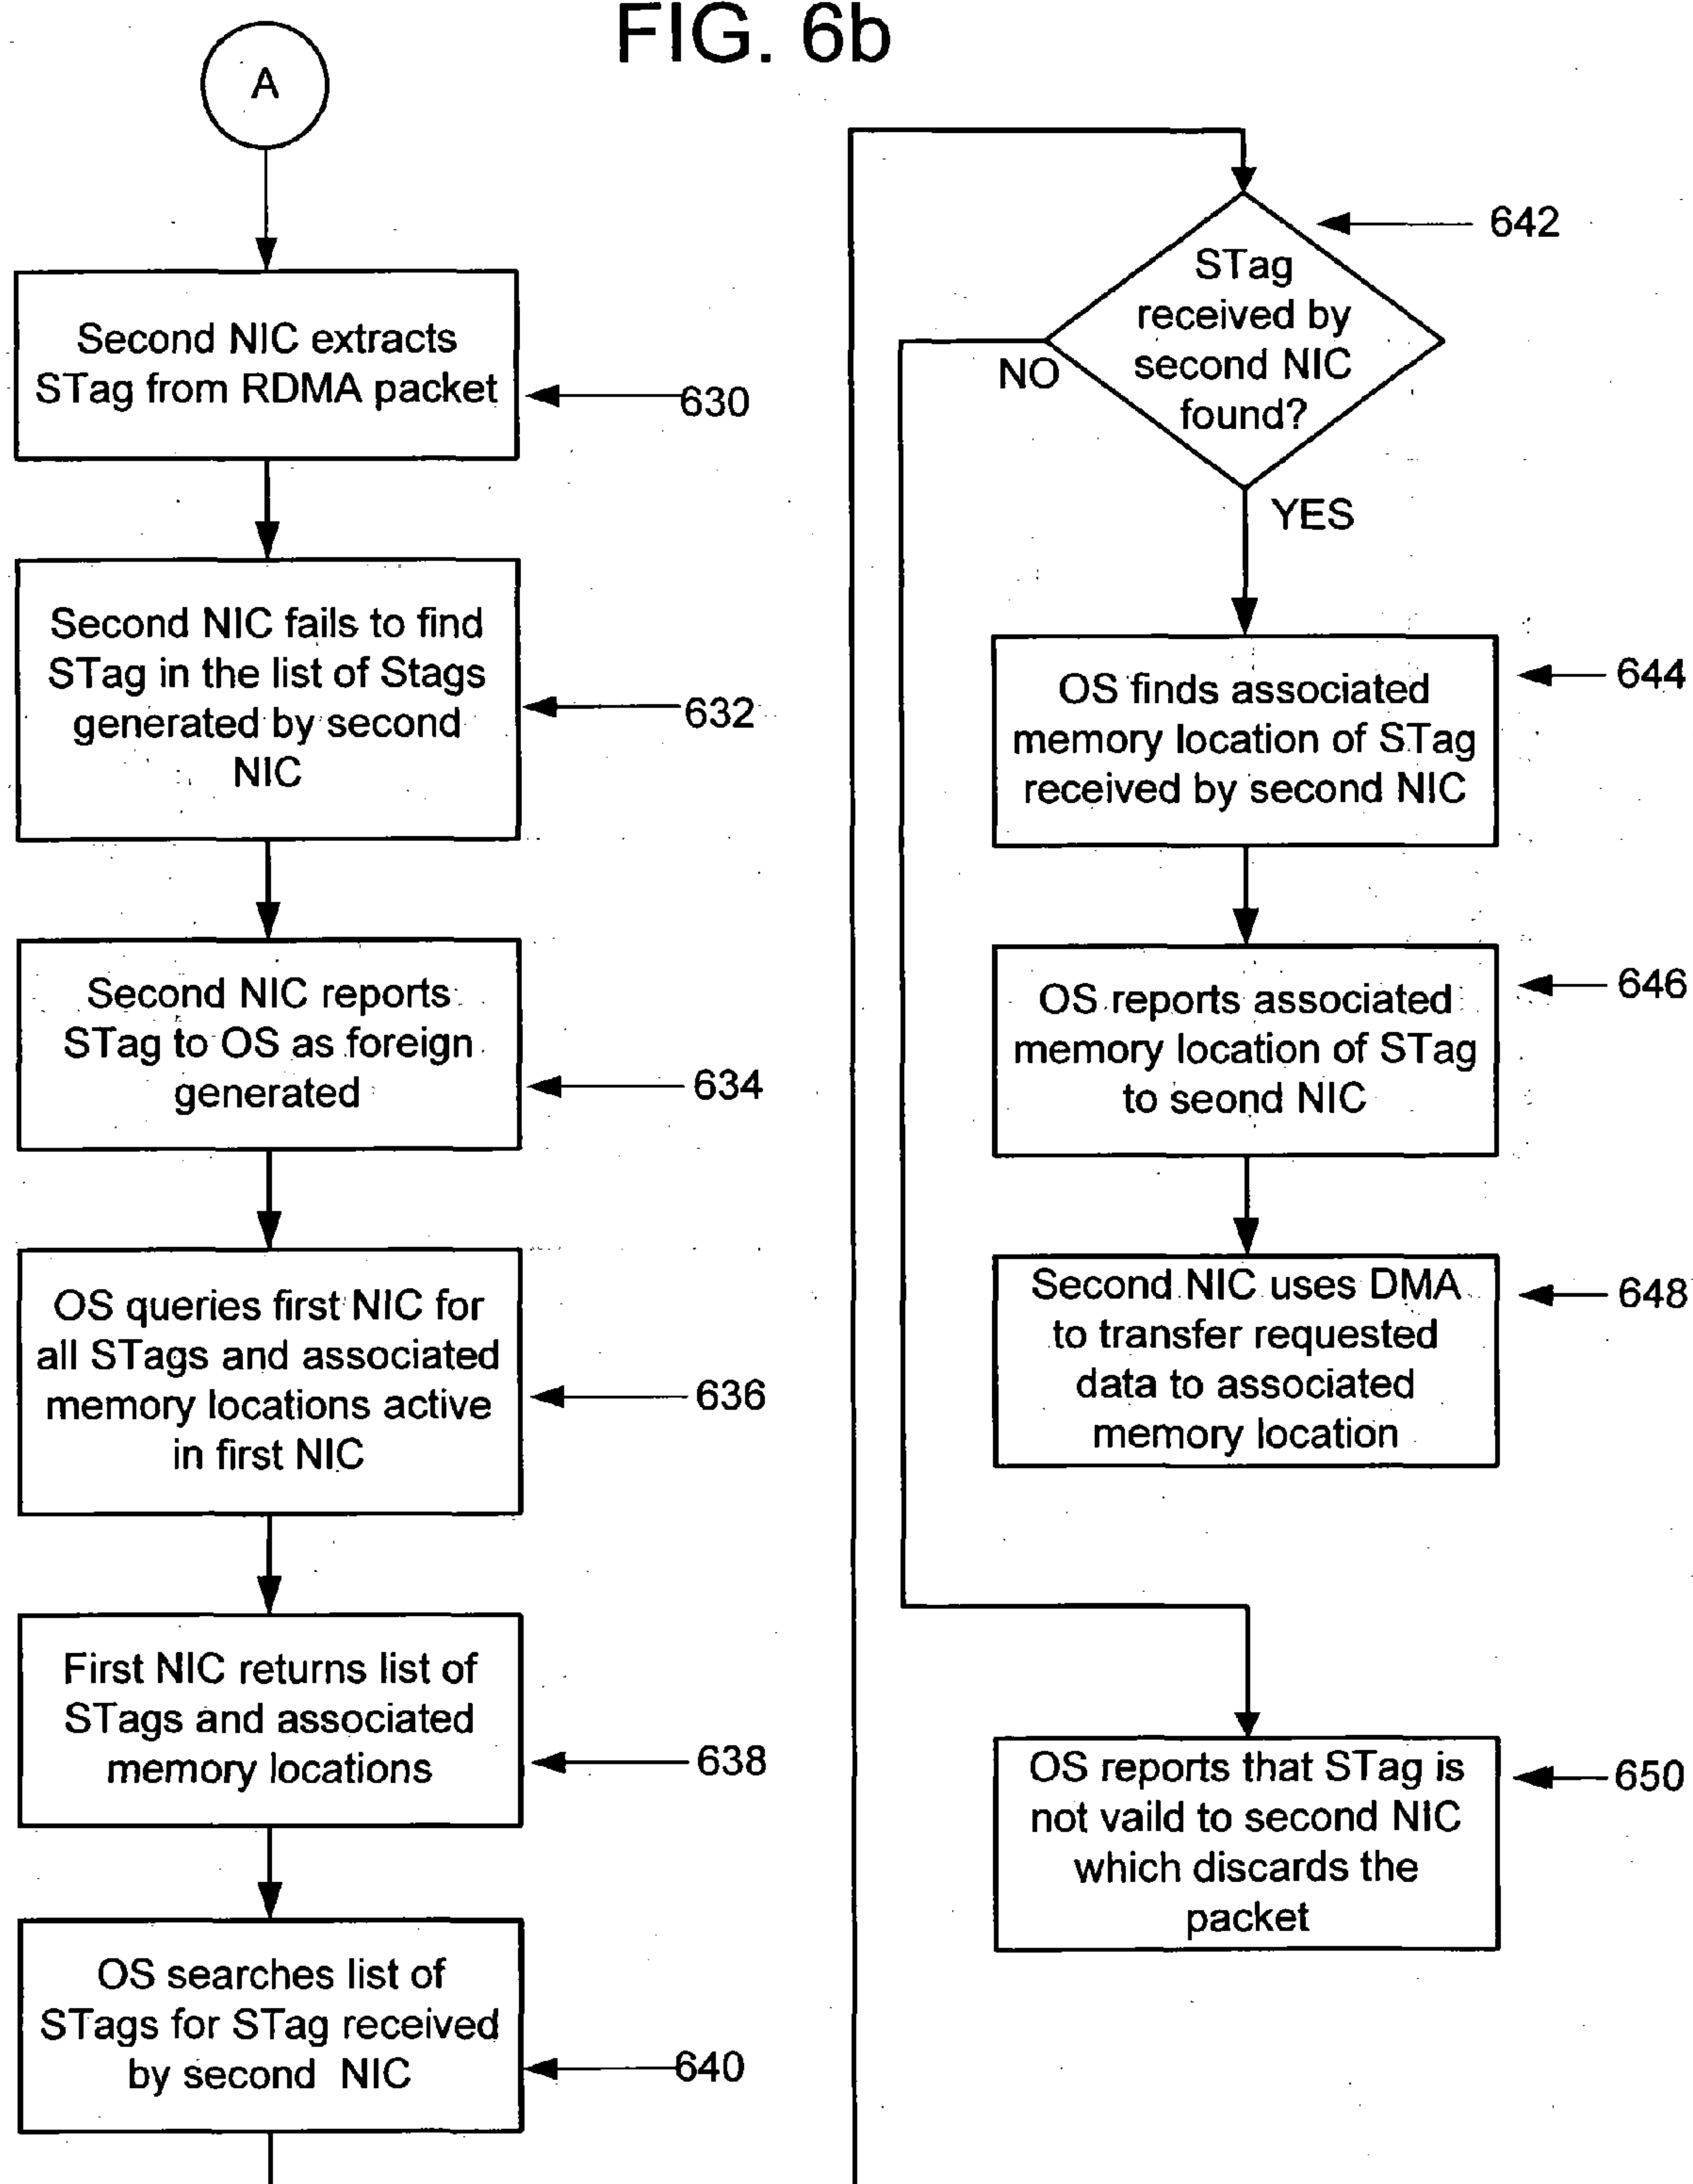 FIG. 6b
A
Second NIC extracts
STag from RDMA packet
630
Second NIC fails to find
STag in the list of Stags
generated by second
NIC
632
Second NIC reports
STag to OS as foreign
generated
634
OS queries first NIC for
all STags and associated
memory locations active
in first NIC
636
First NIC returns list of
STags and associated
memory locations
638
OS searches list of
STags for STag received
by second NIC
640
STag
received by
second NIC
found?
642
NO
YES
OS finds associated
memory location of STag
received by second NIC
644
OS reports associated
memory location of STag
to seond NIC
646
Second NIC uses DMA
to transfer requested
data to associated
memory location
648
OS reports that STag is
not vaild to second NIC
which discards the
packet
650